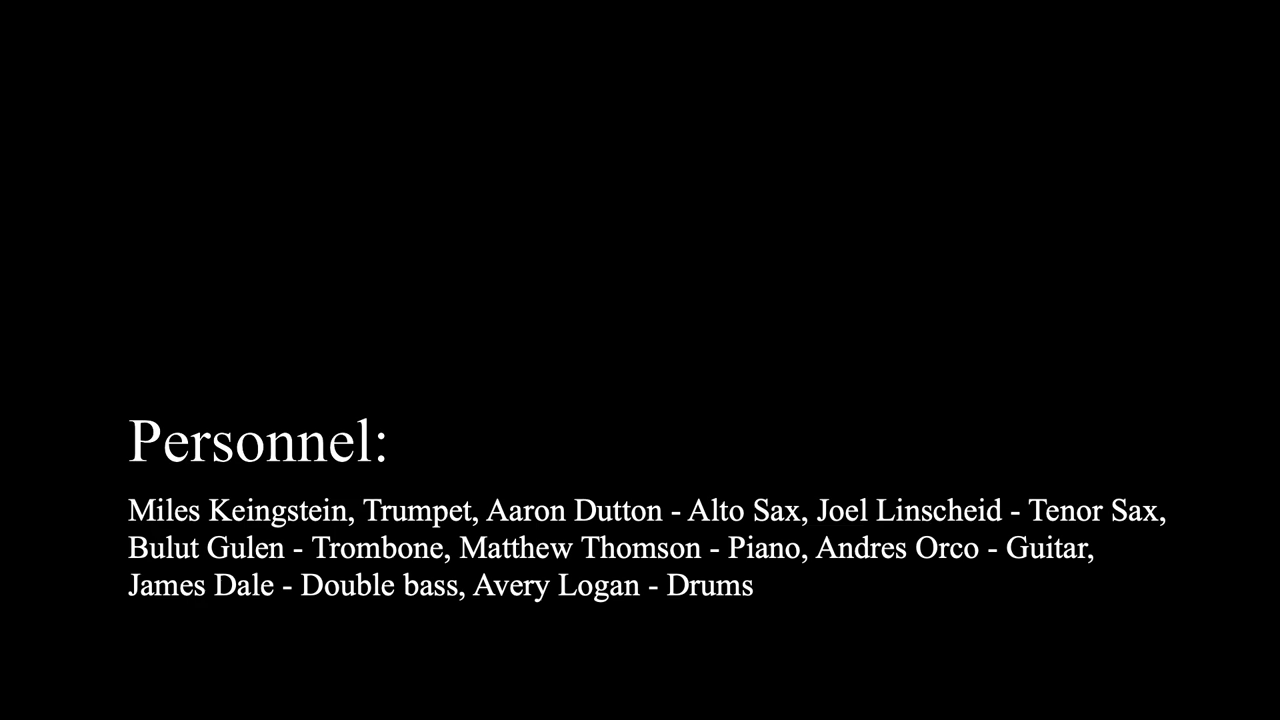 Personnel:
Miles Keingstein, Trumpet, Aaron Dutton - Alto Sax, Joel Linscheid - Tenor Sax,
Bulut Gulen - Trombone, Matthew Thomson - Piano, Andres Orco - Guitar,
James Dale - Double bass, Avery Logan - Drums